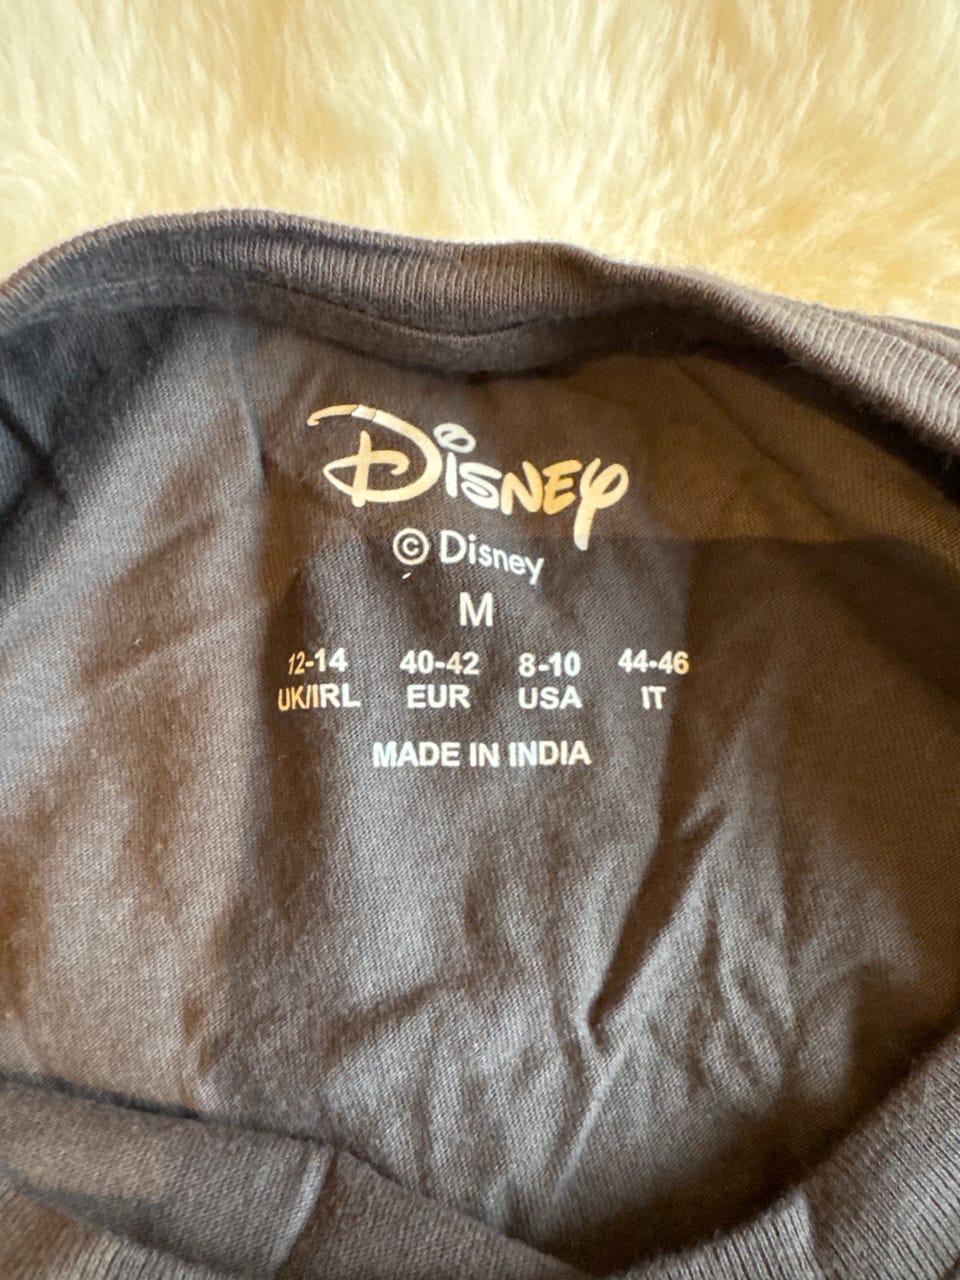 Disney
© Disney
M
12-14 40-42 8-10 44-46
UK/IRL EUR USA IT
MADE IN INDIA